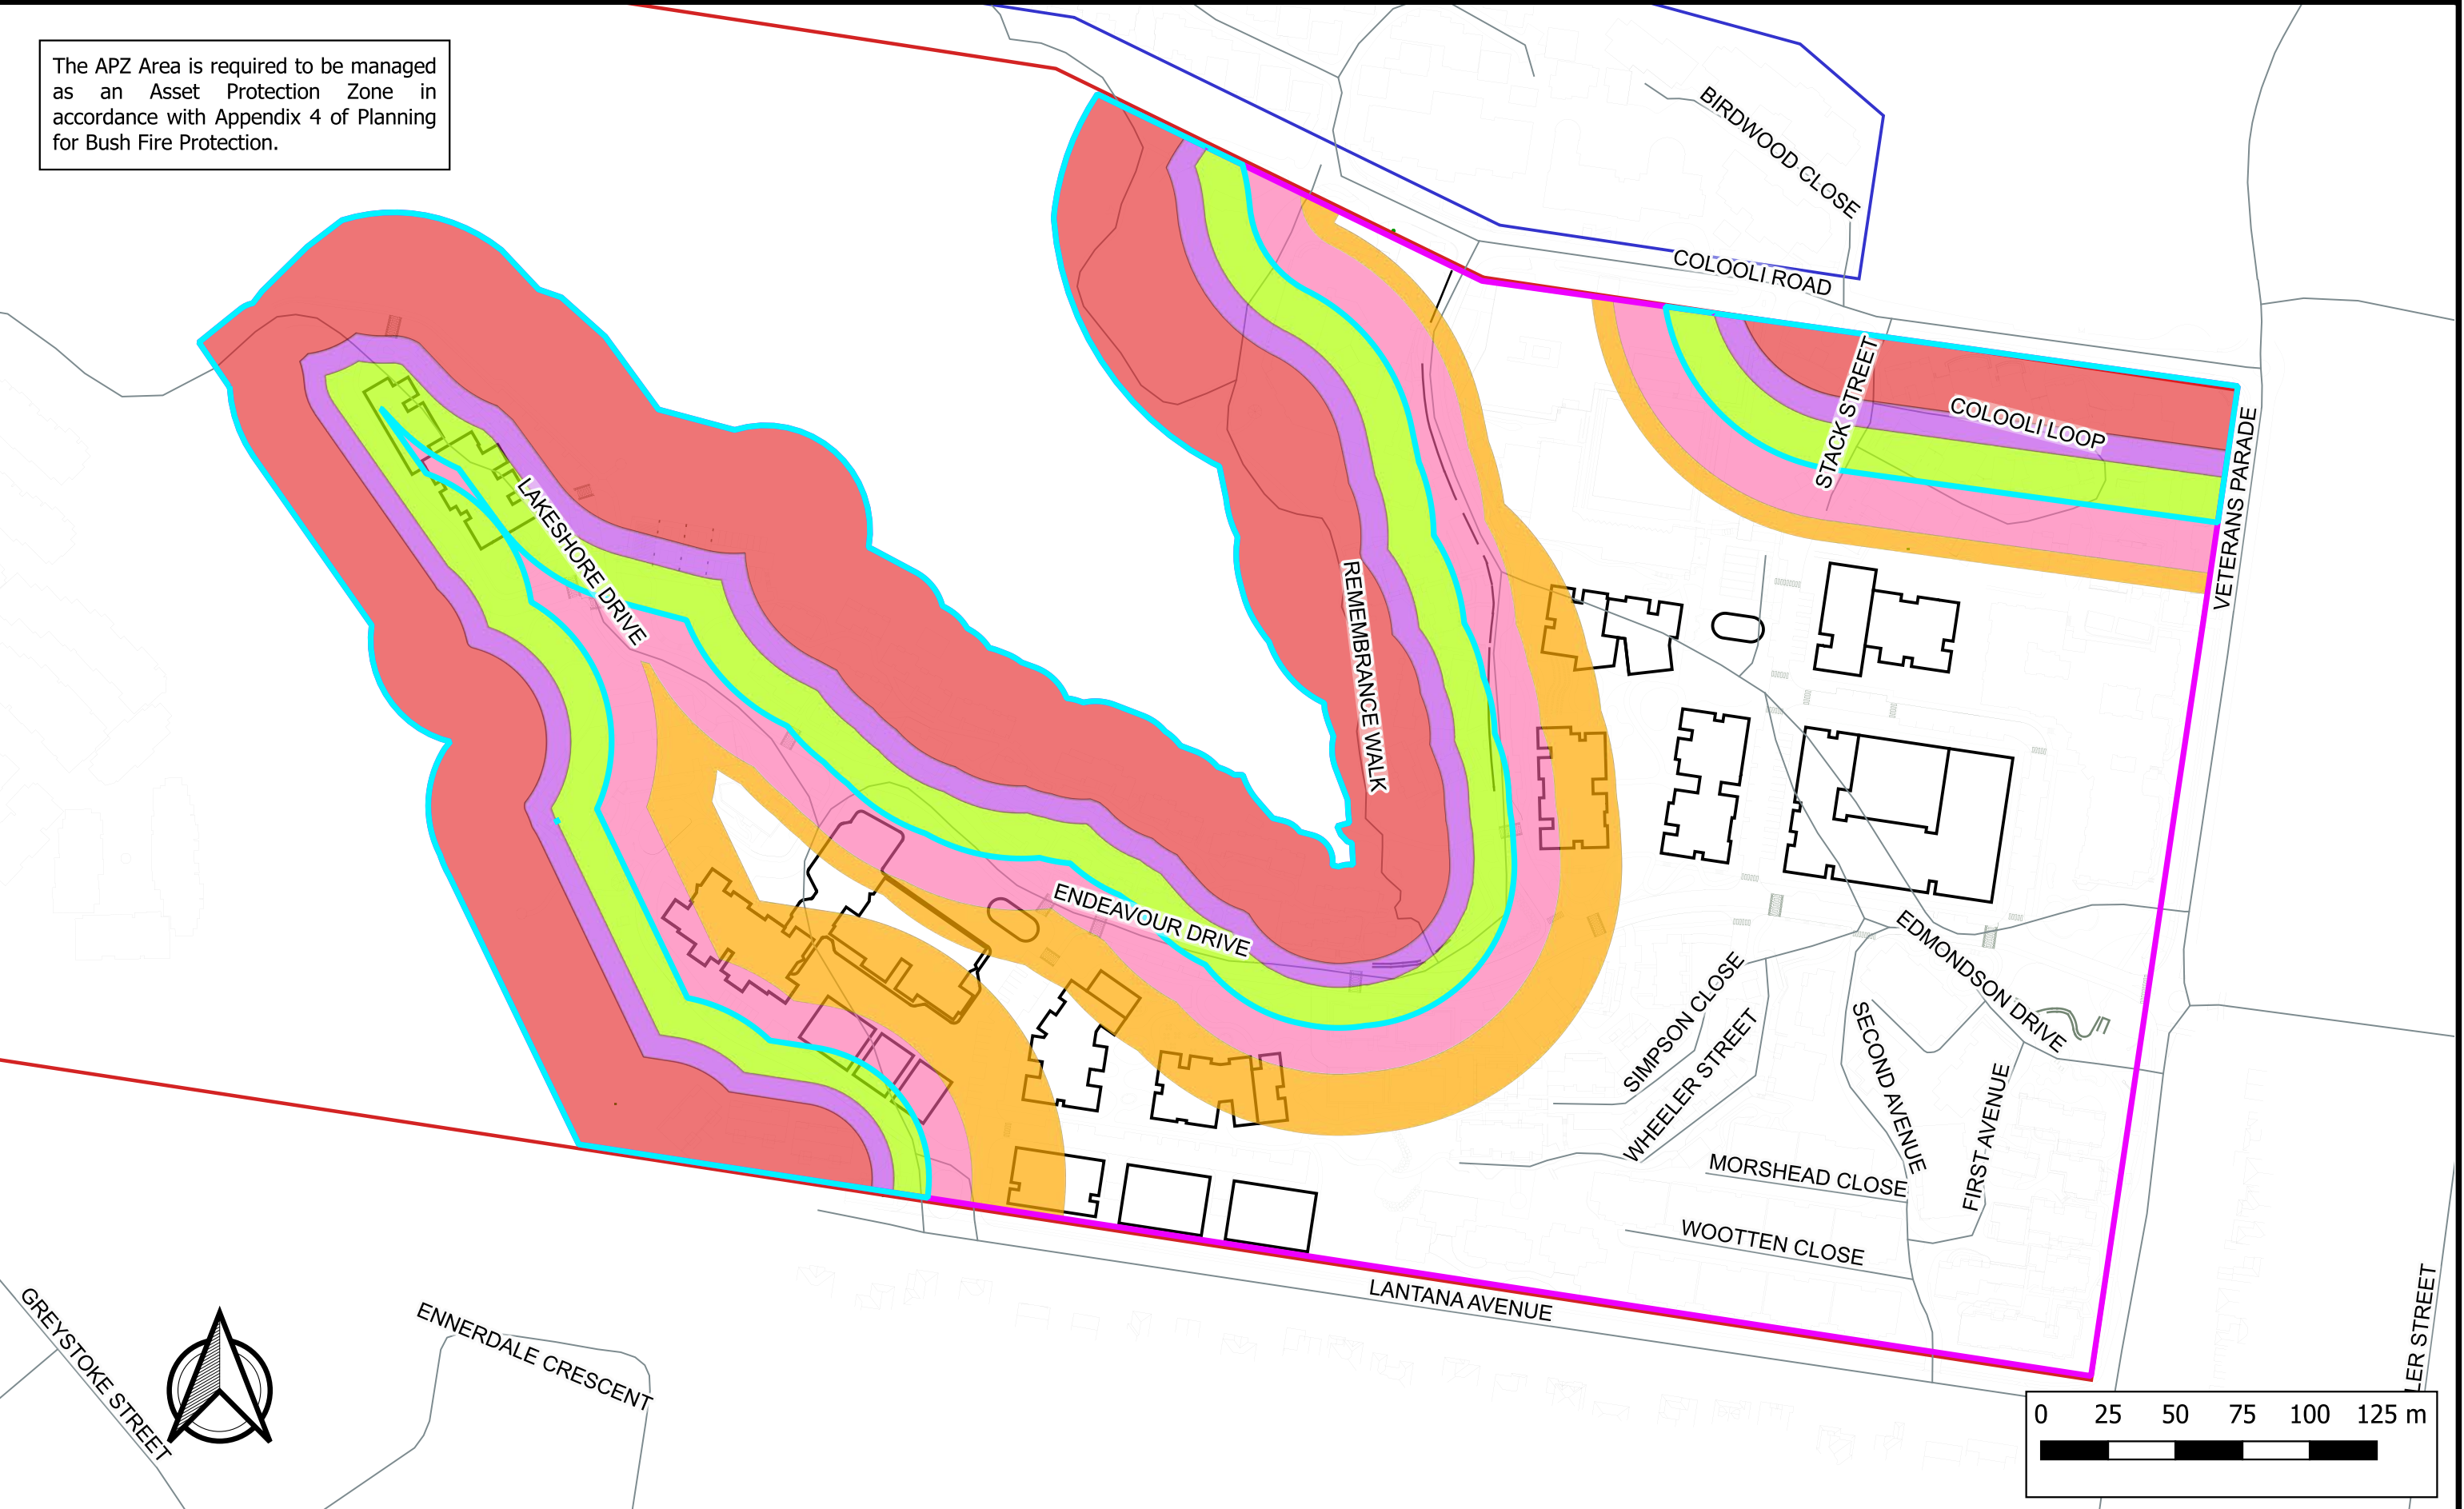 The APZ Area is required to be managed
as an Asset Protection Zone in
accordance with Appendix 4 of Planning
for Bush Fire Protection.
BIRDWOOD CLOSE
COLOOLI ROAD
STACK STREET
COLOOLI LOOP
VETERANS PARADE
LAKESHORE DRIVE
REMEMBRANCE WALK
ENDEAVOUR DRIVE
EDMONDSON DRIVE
SIMPSON CLOSE
WHEELER STREET
SECOND AVENUE
FIRST AVENUE
MORSHEAD CLOSE
WOOTTEN CLOSE
LANTANA AVENUE
GREYSTOKE STREET
ENNERDALE CRESCENT
LER STREET
0 25 50 75 100 125 m